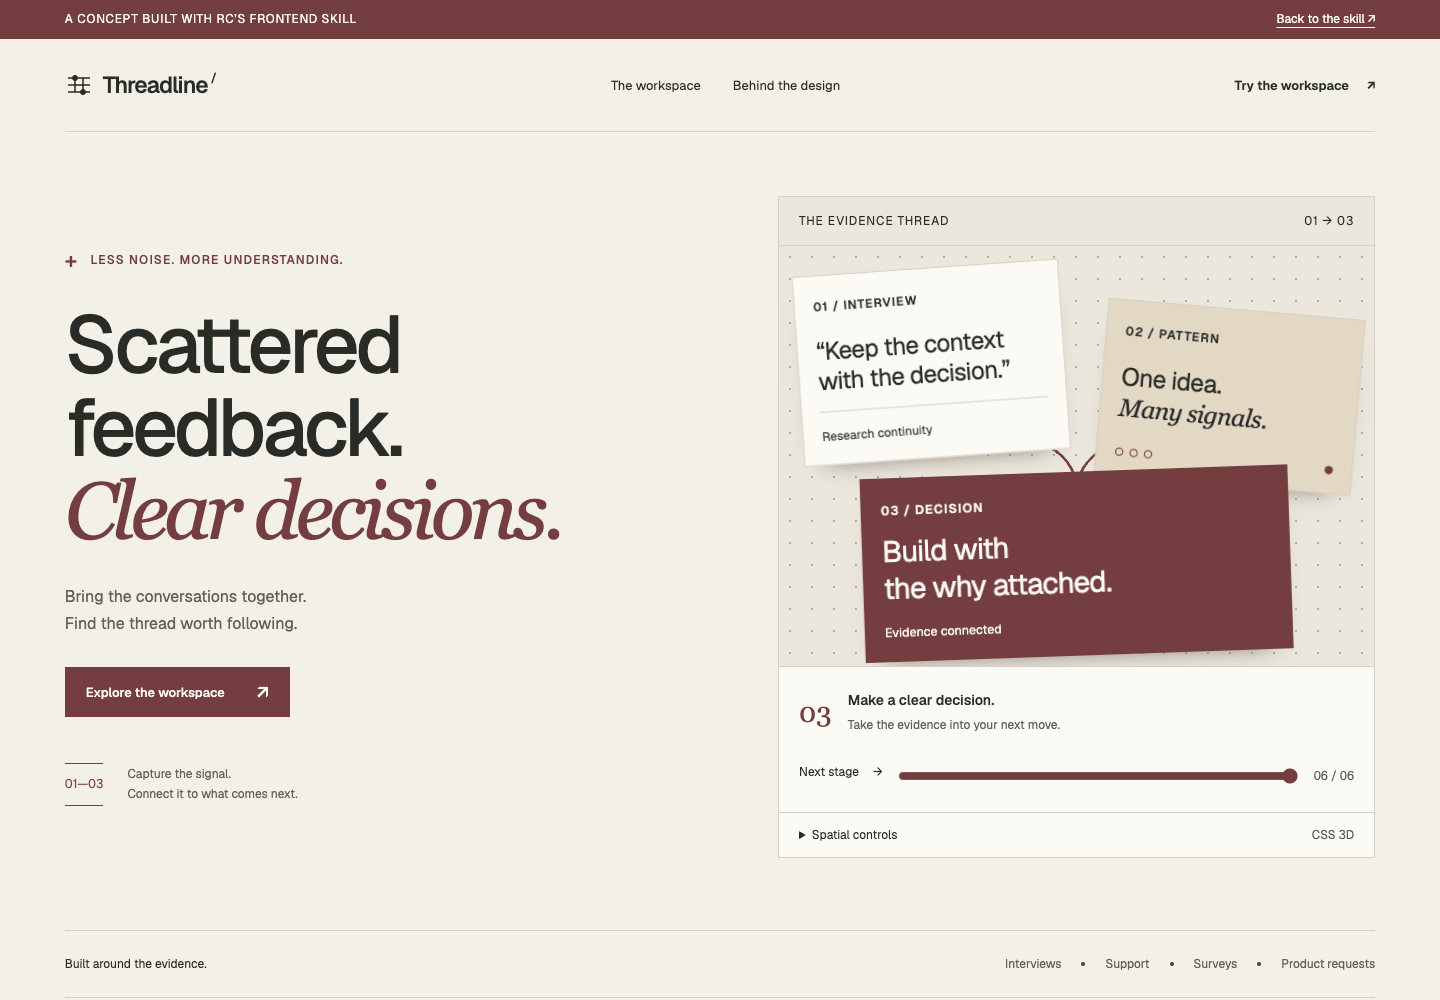 A CONCEPT BUILT WITH RC'S FRONTEND SKILL
Back to the skill ↗
Threadline /
The workspace
Behind the design
Try the workspace ↗
+ LESS NOISE. MORE UNDERSTANDING.
Scattered
feedback.
Clear decisions.
Bring the conversations together.
Find the thread worth following.
Explore the workspace ↗
01—03
Capture the signal.
Connect it to what comes next.
THE EVIDENCE THREAD
01 → 03
01 / INTERVIEW
“Keep the context
with the decision.”
Research continuity
02 / PATTERN
One idea.
Many signals.
03 / DECISION
Build with
the why attached.
Evidence connected
03
Make a clear decision.
Take the evidence into your next move.
Next stage →
06 / 06
Spatial controls
CSS 3D
Built around the evidence.
Interviews • Support • Surveys • Product requests